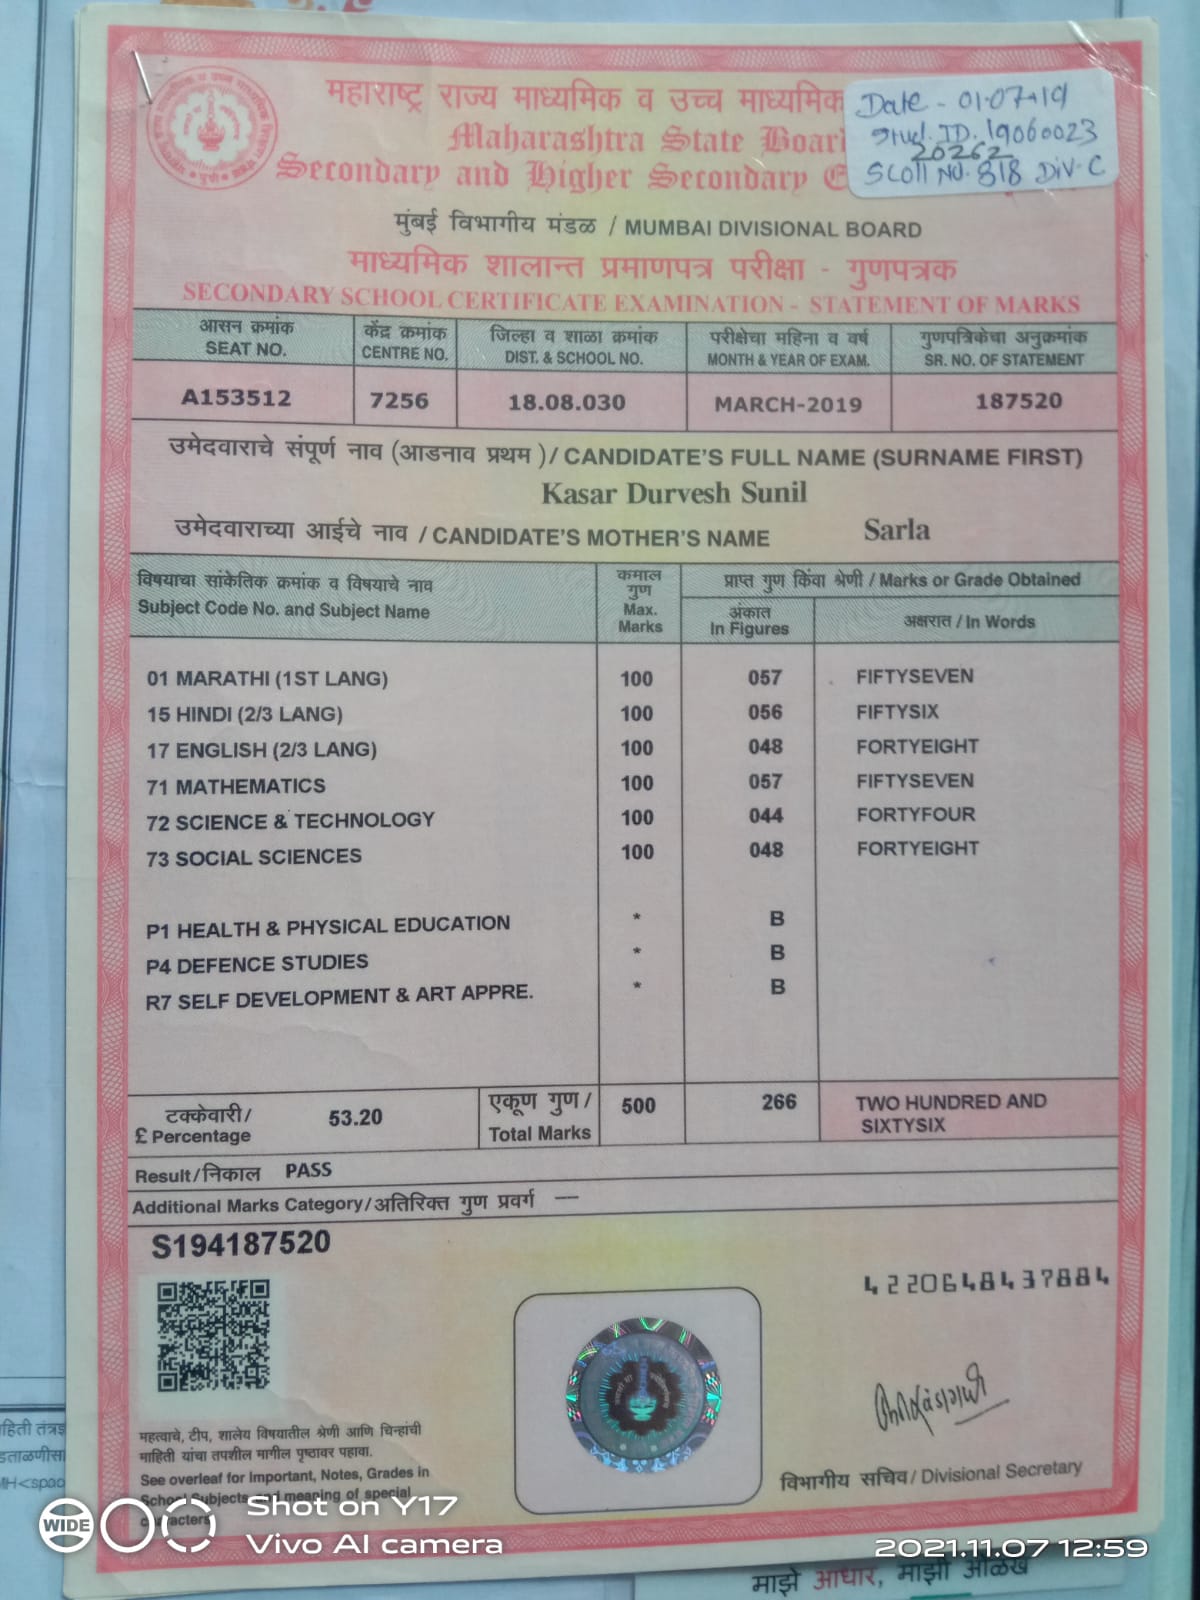 महाराष्ट्र राज्य माध्यमिक व उच्च माध्यमिक
Maharashtra State Boar
Secondary and Higher Secondary E
Date - 01-07-19
Stud. ID. 19060023
20262
NO. 818 Div-C
मुंबई विभागीय मंडळ / MUMBAI DIVISIONAL BOARD
माध्यमिक शालान्त प्रमाणपत्र परीक्षा - गुणपत्रक
SECONDARY SCHOOL CERTIFICATE EXAMINATION - STATEMENT OF MARKS
आसन क्रमांक केंद्र क्रमांक जिल्हा व शाळा क्रमांक परीक्षेचा महिना व वर्ष गुणपत्रिकेचा अनुक्रमांक
SEAT NO. CENTRE NO. DIST. & SCHOOL NO. MONTH & YEAR OF EXAM. SR. NO. OF STATEMENT
A153512 7256 18.08.030 MARCH-2019 187520
उमेदवाराचे संपूर्ण नाव (आडनाव प्रथम )/ CANDIDATE'S FULL NAME (SURNAME FIRST)
Kasar Durvesh Sunil
उमेदवाराच्या आईचे नाव / CANDIDATE'S MOTHER'S NAME Sarla
विषयाचा सांकेतिक क्रमांक व विषयाचे नाव
Subject Code No. and Subject Name
कमाल
गुण
Max.
Marks
प्राप्त गुण किंवा श्रेणी / Marks or Grade Obtained
अंकात
In Figures
अक्षरात / In Words
01 MARATHI (1ST LANG) 100 057 FIFTYSEVEN
15 HINDI (2/3 LANG) 100 056 FIFTYSIX
17 ENGLISH (2/3 LANG) 100 048 FORTYEIGHT
71 MATHEMATICS 100 057 FIFTYSEVEN
72 SCIENCE & TECHNOLOGY 100 044 FORTYFOUR
73 SOCIAL SCIENCES 100 048 FORTYEIGHT
P1 HEALTH & PHYSICAL EDUCATION * B
P4 DEFENCE STUDIES * B
R7 SELF DEVELOPMENT & ART APPRE. * B
टक्केवारी/
£ Percentage
53.20
एकूण गुण /
Total Marks
500 266 TWO HUNDRED AND
SIXTYSIX
Result/निकाल PASS
Additional Marks Category/अतिरिक्त गुण प्रवर्ग —
S194187520
4220648437884
महत्वाचे, टीप, शालेय विषयातील श्रेणी आणि चिन्हांची
माहिती यांचा तपशील मागील पृष्ठावर पहावा.
See overleaf for Important, Notes, Grades in
School Subjects and meaning of special
characters
विभागीय सचिव/ Divisional Secretary
WIDE
Shot on Y17
Vivo AI camera
2021.11.07 12:59
माझे आधार, माझी ओळख